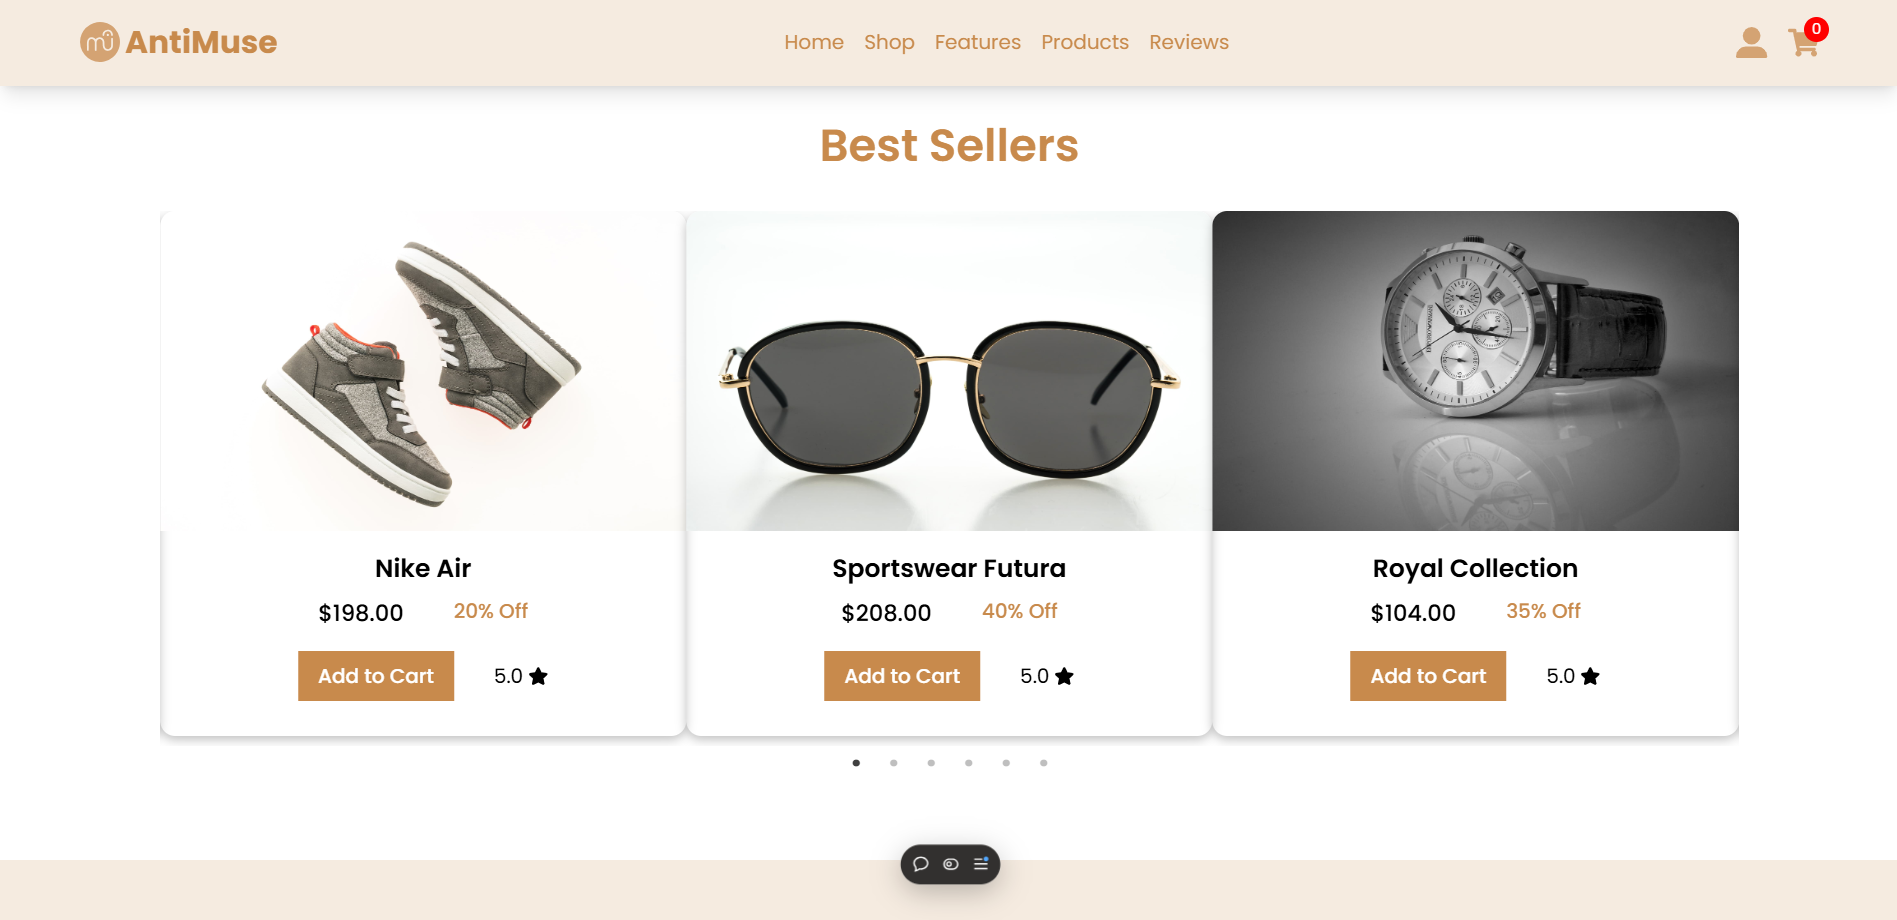 AntiMuse
Home Shop Features Products Reviews
0
Best Sellers
Nike Air
$198.00 20% Off
Add to Cart 5.0
Sportswear Futura
$208.00 40% Off
Add to Cart 5.0
Royal Collection
$104.00 35% Off
Add to Cart 5.0